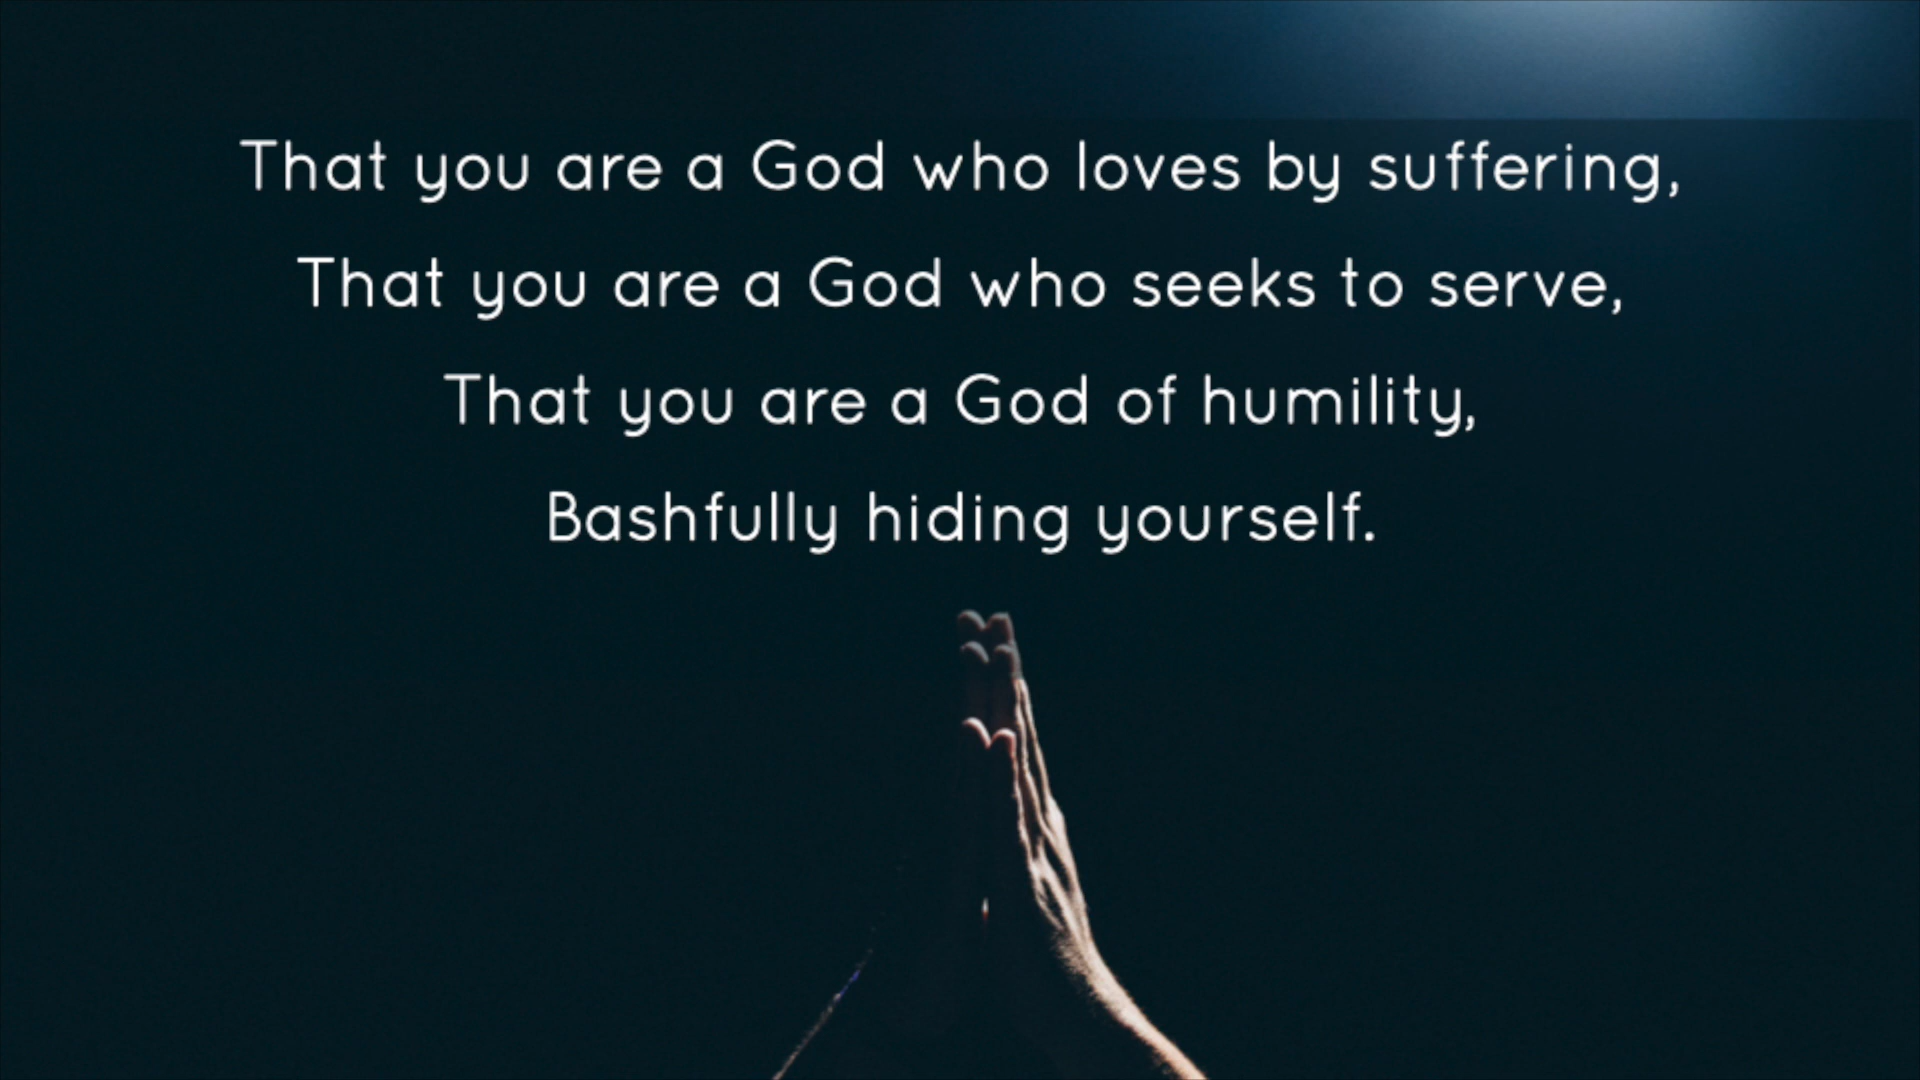 That you are a God who loves by suffering,
That you are a God who seeks to serve,
That you are a God of humility,
Bashfully hiding yourself.